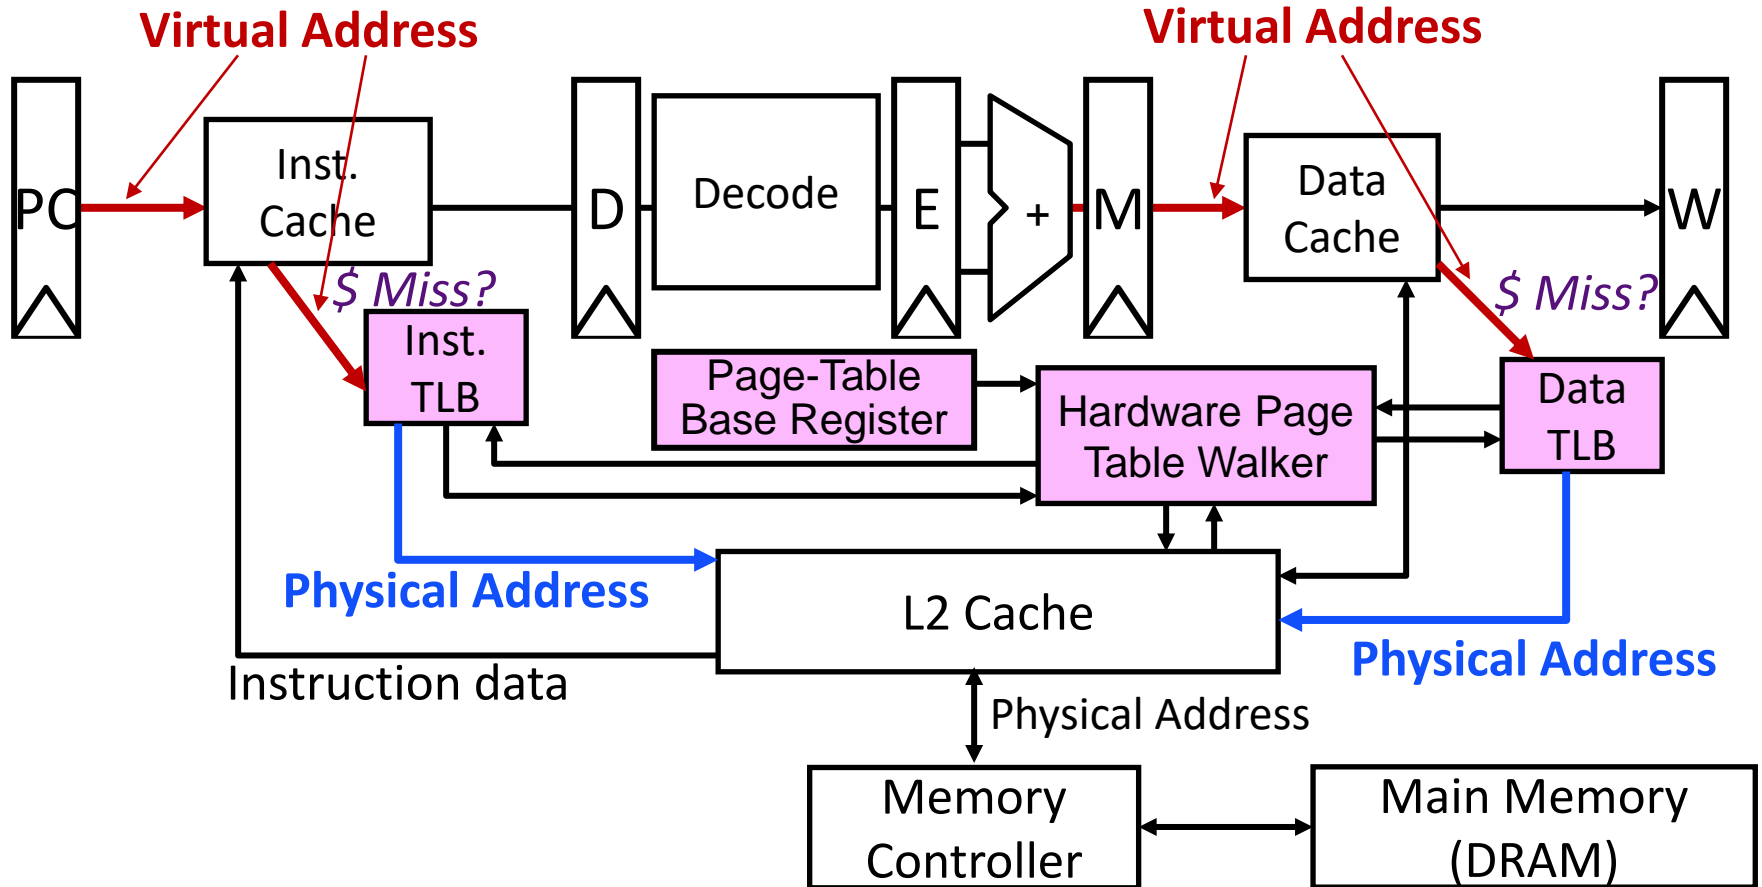 Virtual Address
Virtual Address
PC
Inst.
Cache
D
Decode
E
+
M
Data
Cache
W
$ Miss?
$ Miss?
Inst.
TLB
Page-Table
Base Register
Hardware Page
Table Walker
Data
TLB
Physical Address
L2 Cache
Physical Address
Instruction data
Physical Address
Memory
Controller
Main Memory
(DRAM)